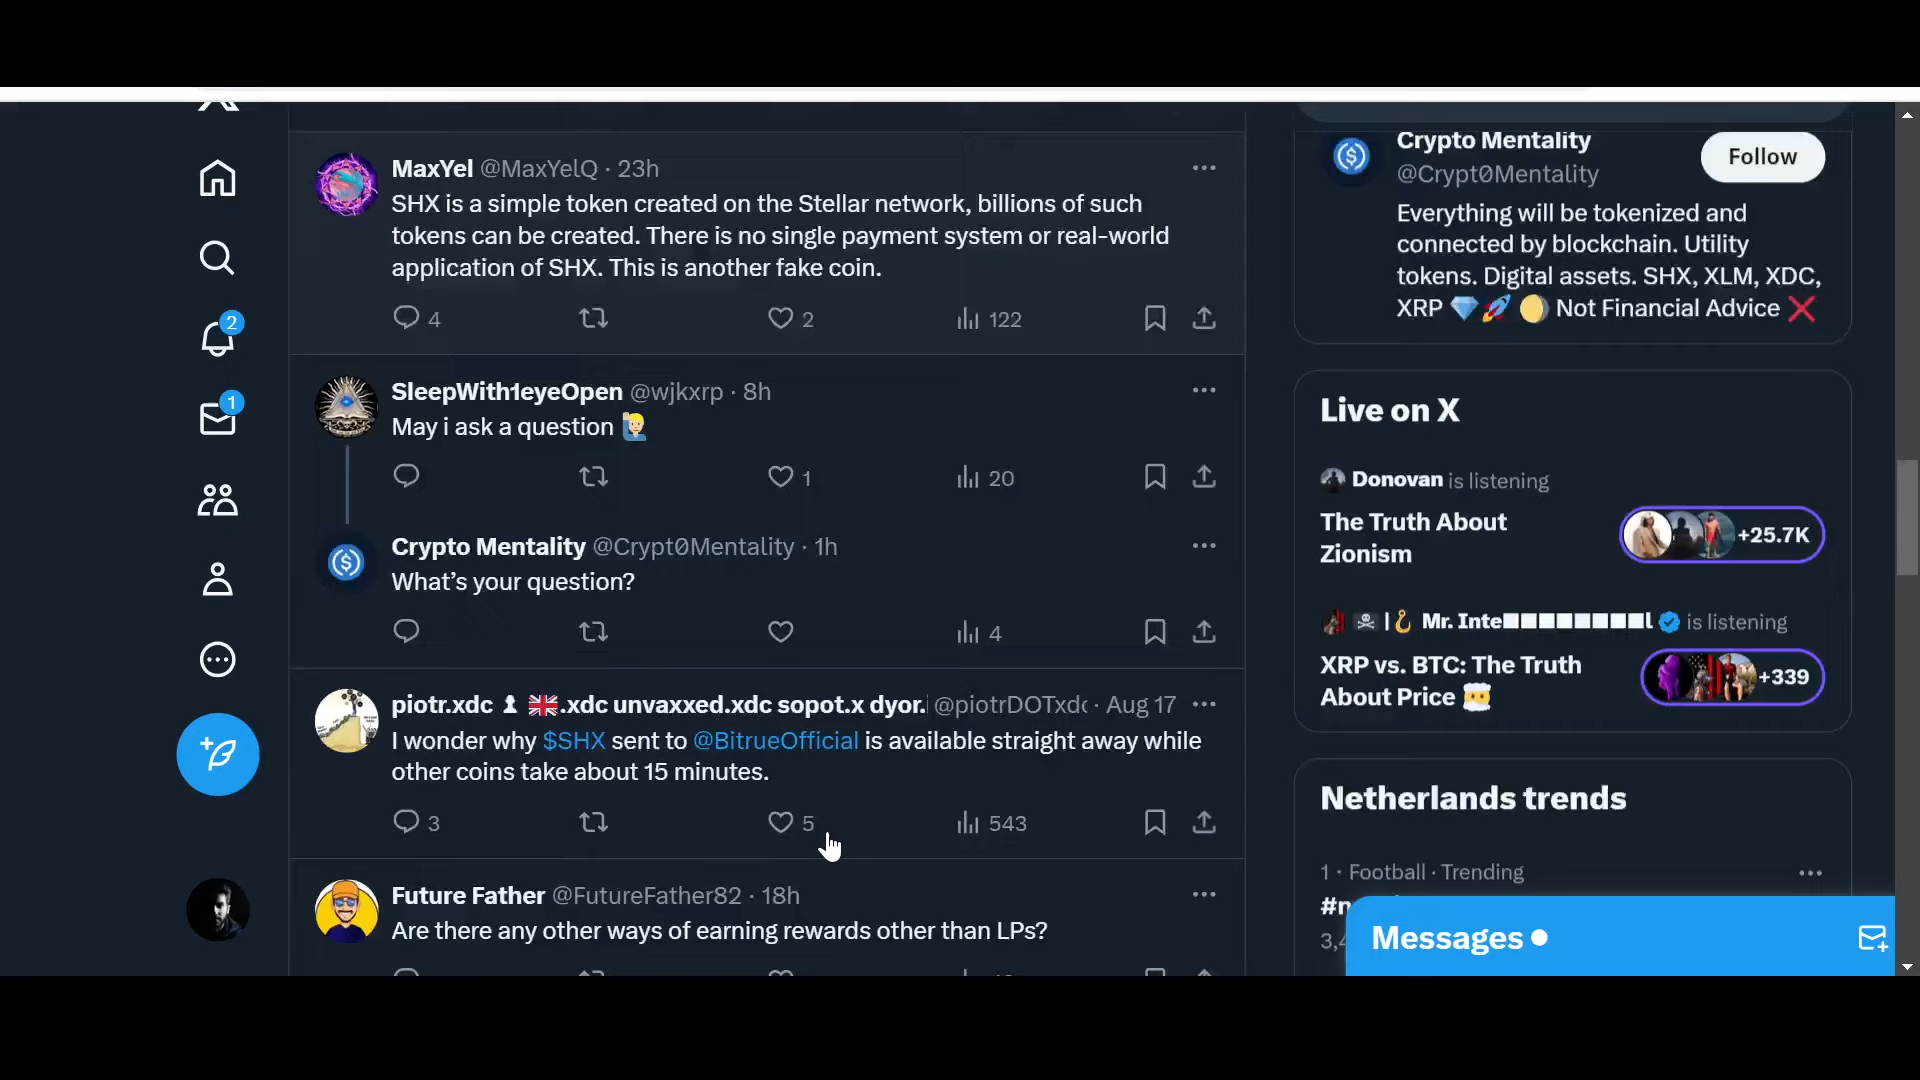 MaxYel @MaxYelQ · 23h
SHX is a simple token created on the Stellar network, billions of such
tokens can be created. There is no single payment system or real-world
application of SHX. This is another fake coin.
4 2 122
SleepWith1eyeOpen @wjkxrp · 8h
May i ask a question 🙋🏼‍♂️
1 20
Crypto Mentality @Crypt0Mentality · 1h
What's your question?
4
piotr.xdc ♟ 🇬🇧.xdc unvaxxed.xdc sopot.x dyor. @piotrDOTxdc · Aug 17
I wonder why $SHX sent to @BitrueOfficial is available straight away while
other coins take about 15 minutes.
3 5 543
Future Father @FutureFather82 · 18h
Are there any other ways of earning rewards other than LPs?
2
1
Crypto Mentality
@Crypt0Mentality
Follow
Everything will be tokenized and
connected by blockchain. Utility
tokens. Digital assets. SHX, XLM, XDC,
XRP 💎🚀 🌖 Not Financial Advice ❌
Live on X
Donovan is listening
The Truth About
Zionism
+25.7K
Mr. Inte■■■■■■■■l is listening
XRP vs. BTC: The Truth
About Price
+339
Netherlands trends
1 · Football · Trending
Messages